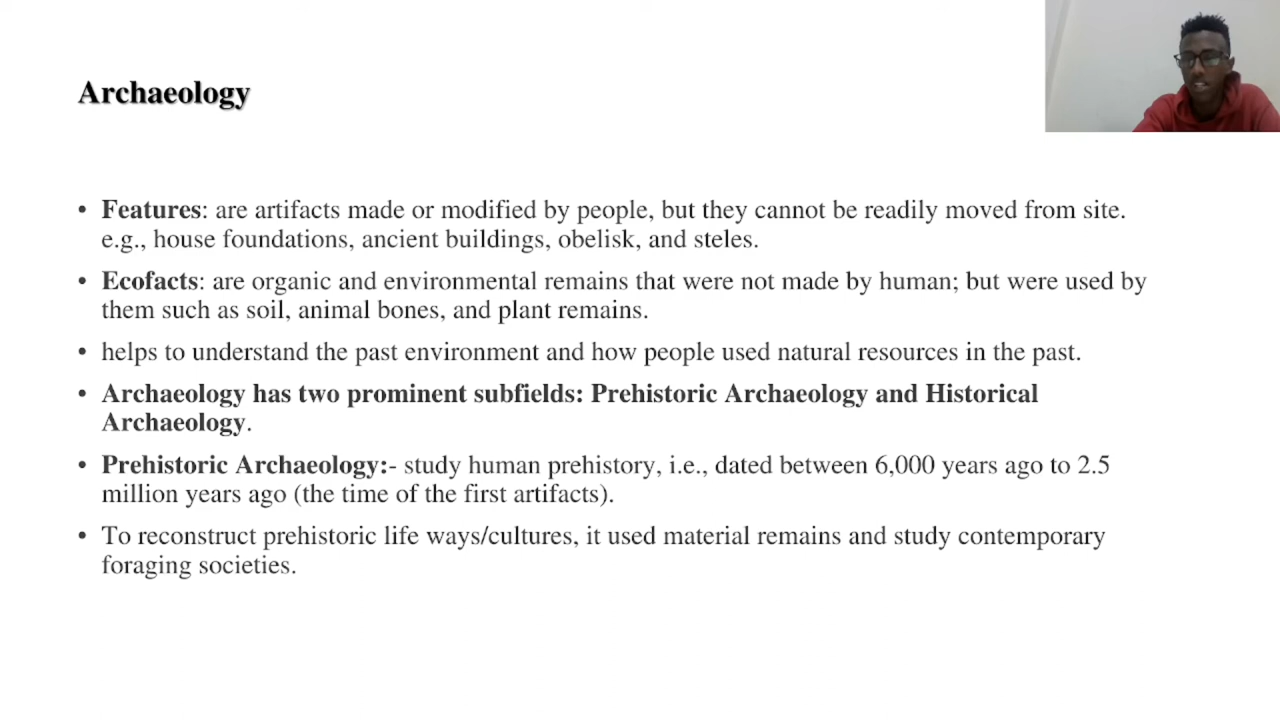 Archaeology
• Features: are artifacts made or modified by people, but they cannot be readily moved from site.
e.g., house foundations, ancient buildings, obelisk, and steles.
• Ecofacts: are organic and environmental remains that were not made by human; but were used by
them such as soil, animal bones, and plant remains.
• helps to understand the past environment and how people used natural resources in the past.
• Archaeology has two prominent subfields: Prehistoric Archaeology and Historical
Archaeology.
• Prehistoric Archaeology:- study human prehistory, i.e., dated between 6,000 years ago to 2.5
million years ago (the time of the first artifacts).
• To reconstruct prehistoric life ways/cultures, it used material remains and study contemporary
foraging societies.